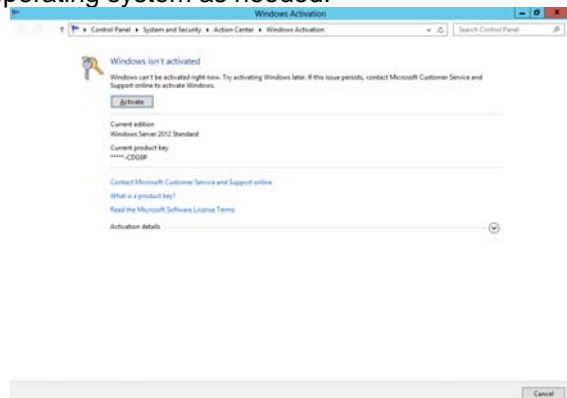 operating system as needed.
Windows Activation
Control Panel ▸ System and Security ▸ Action Center ▸ Windows Activation
Search Control Panel
Windows isn't activated
Windows can't be activated right now. Try activating Windows later. If this issue persists, contact Microsoft Customer Service and
Support online to activate Windows.
Activate
Current edition
Windows Server 2012 Standard
Current product key
*****-CDG9P
Contact Microsoft Customer Service and Support online
What is a product key?
Read the Microsoft Software License Terms
Activation details
Cancel